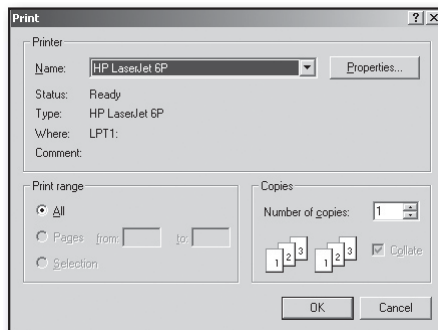 Print
Printer
Name: HP LaserJet 6P Properties...
Status: Ready
Type: HP LaserJet 6P
Where: LPT1:
Comment:
Print range
All
Pages from: to:
Selection
Copies
Number of copies: 1
1 2 3 1 2 3 Collate
OK Cancel